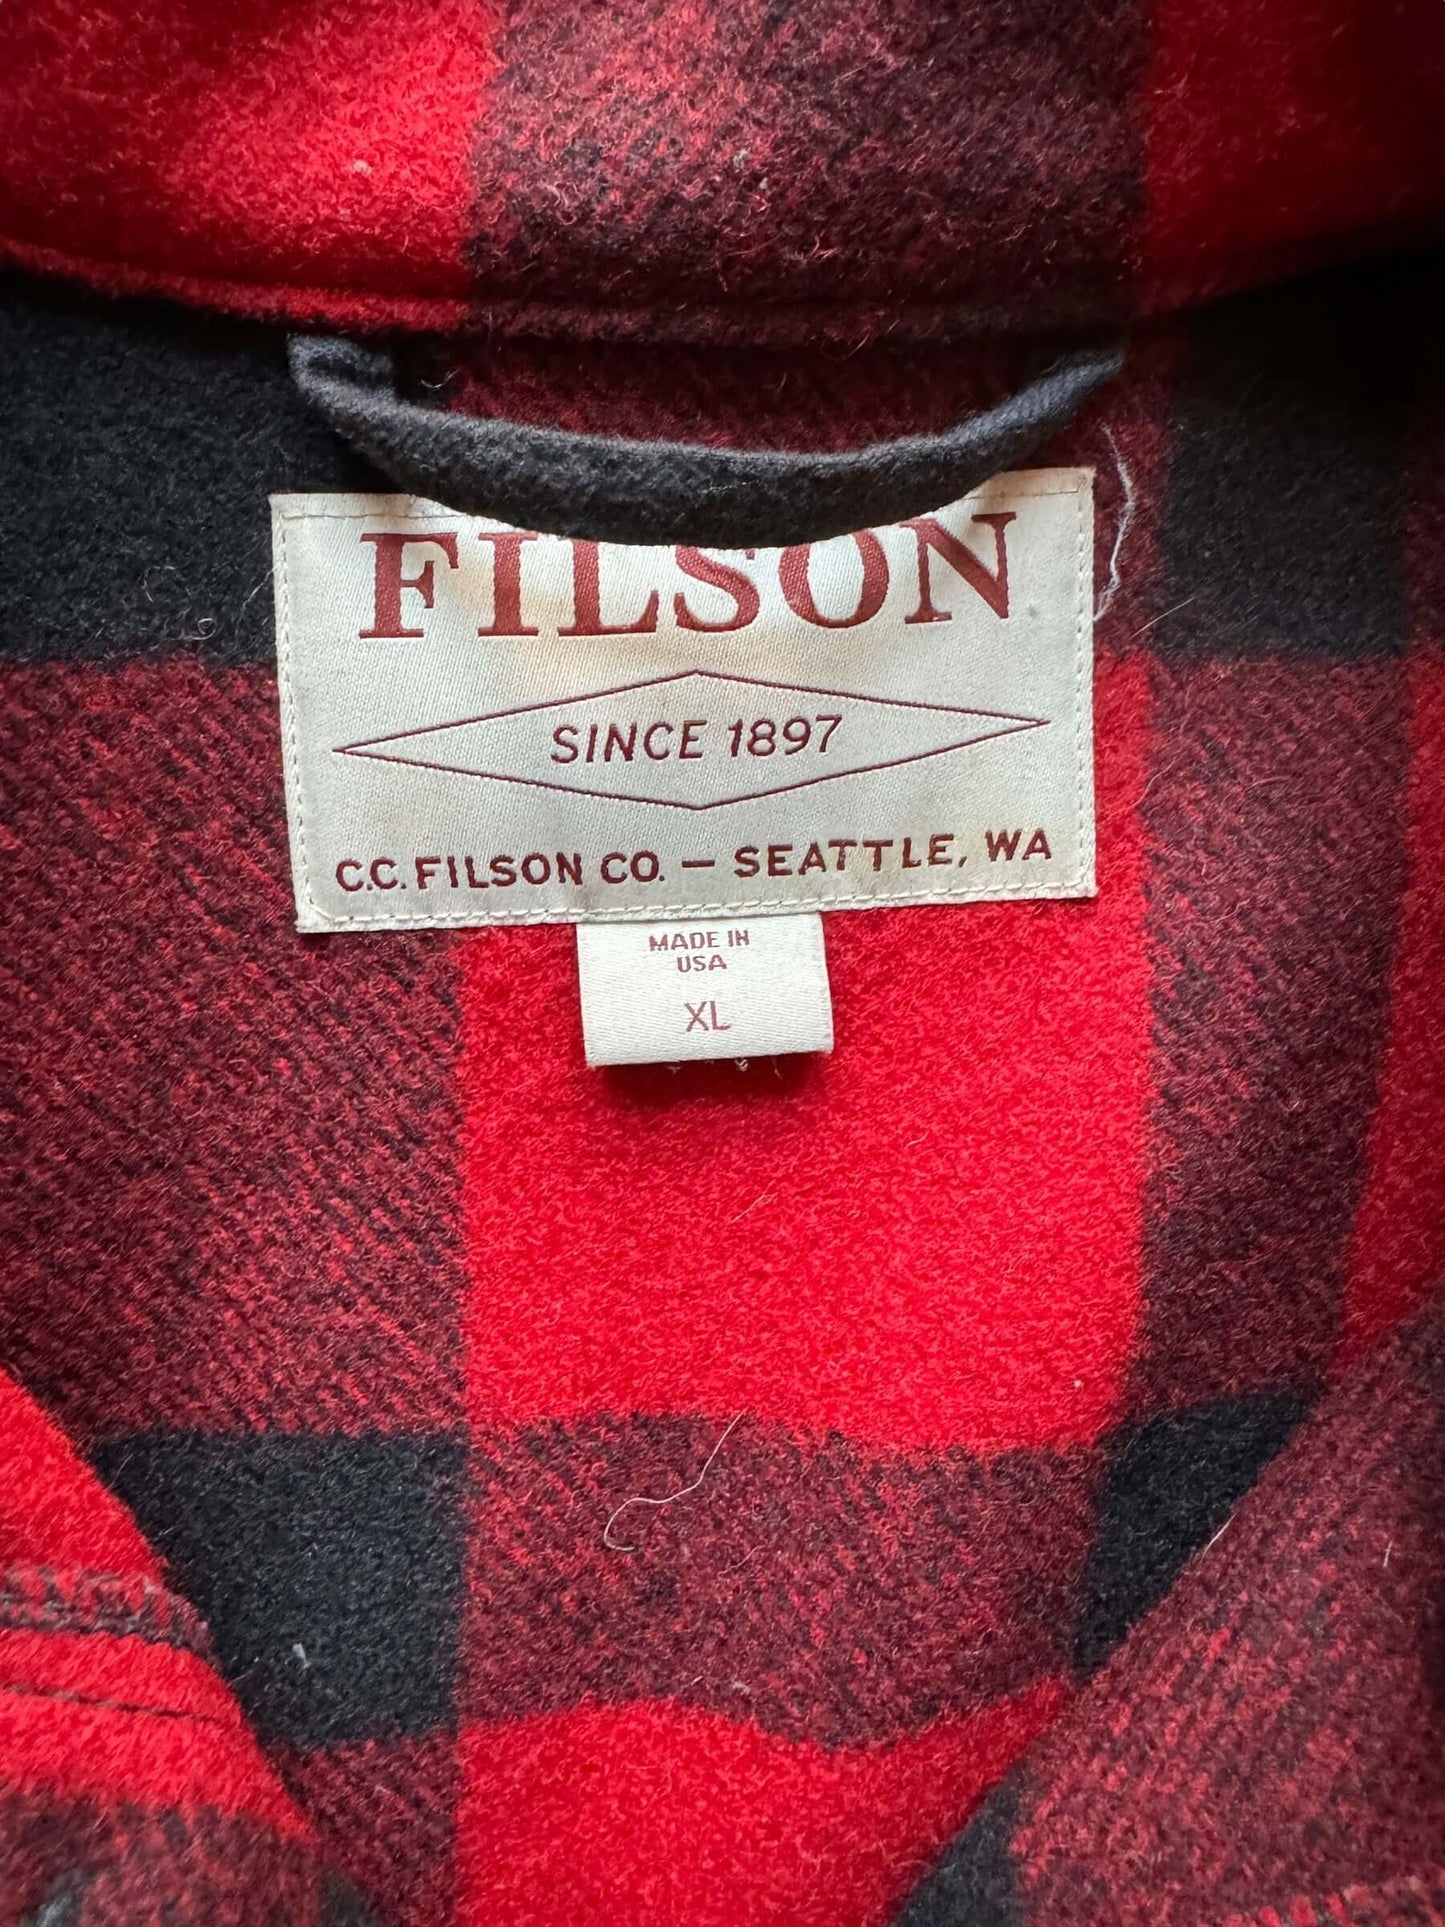 FILSON
SINCE 1897
C.C. FILSON CO. — SEATTLE, WA
MADE IN
USA
XL